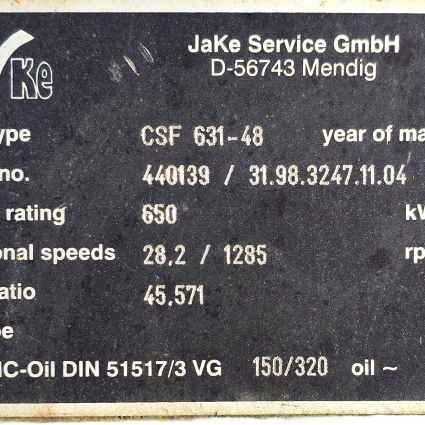 Ke
JaKe Service GmbH
D-56743 Mendig
ype CSF 631-48 year of ma
no. 440139 / 31.98.3247.11.04
rating 650 kW
onal speeds 28,2 / 1285 rp
atio 45,571
pe
IC-Oil DIN 51517/3 VG 150/320 oil ~